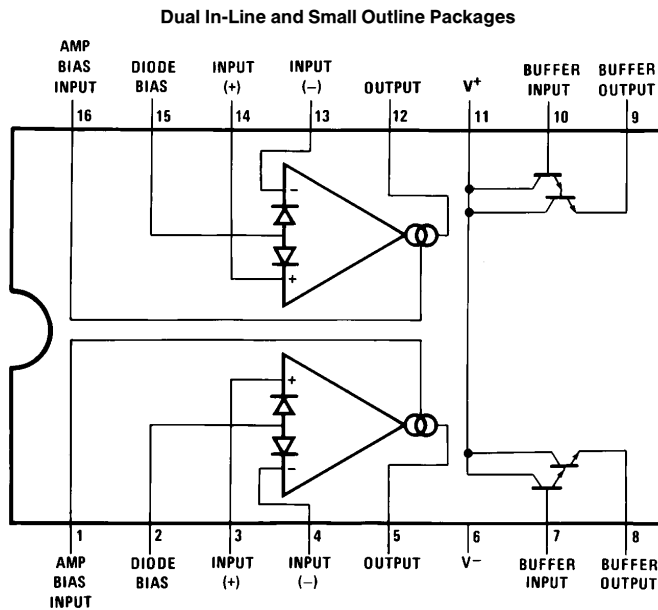 Dual In-Line and Small Outline Packages
AMP
BIAS
INPUT
DIODE
BIAS
INPUT
(+)
INPUT
(−)
OUTPUT
V+
BUFFER
INPUT
BUFFER
OUTPUT
16
15
14
13
12
11
10
9
−
+
+
−
1
2
3
4
5
6
7
8
AMP
BIAS
INPUT
DIODE
BIAS
INPUT
(+)
INPUT
(−)
OUTPUT
V−
BUFFER
INPUT
BUFFER
OUTPUT